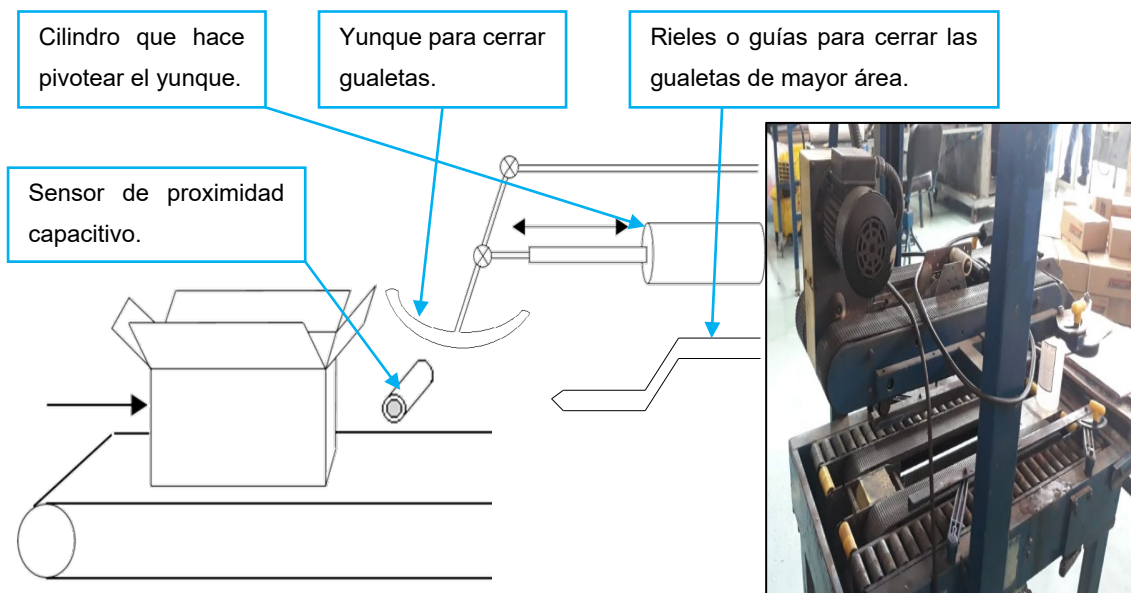 Cilindro que hace
pivotear el yunque.
Yunque para cerrar
gualetas.
Rieles o guías para cerrar las
gualetas de mayor área.
Sensor de proximidad
capacitivo.